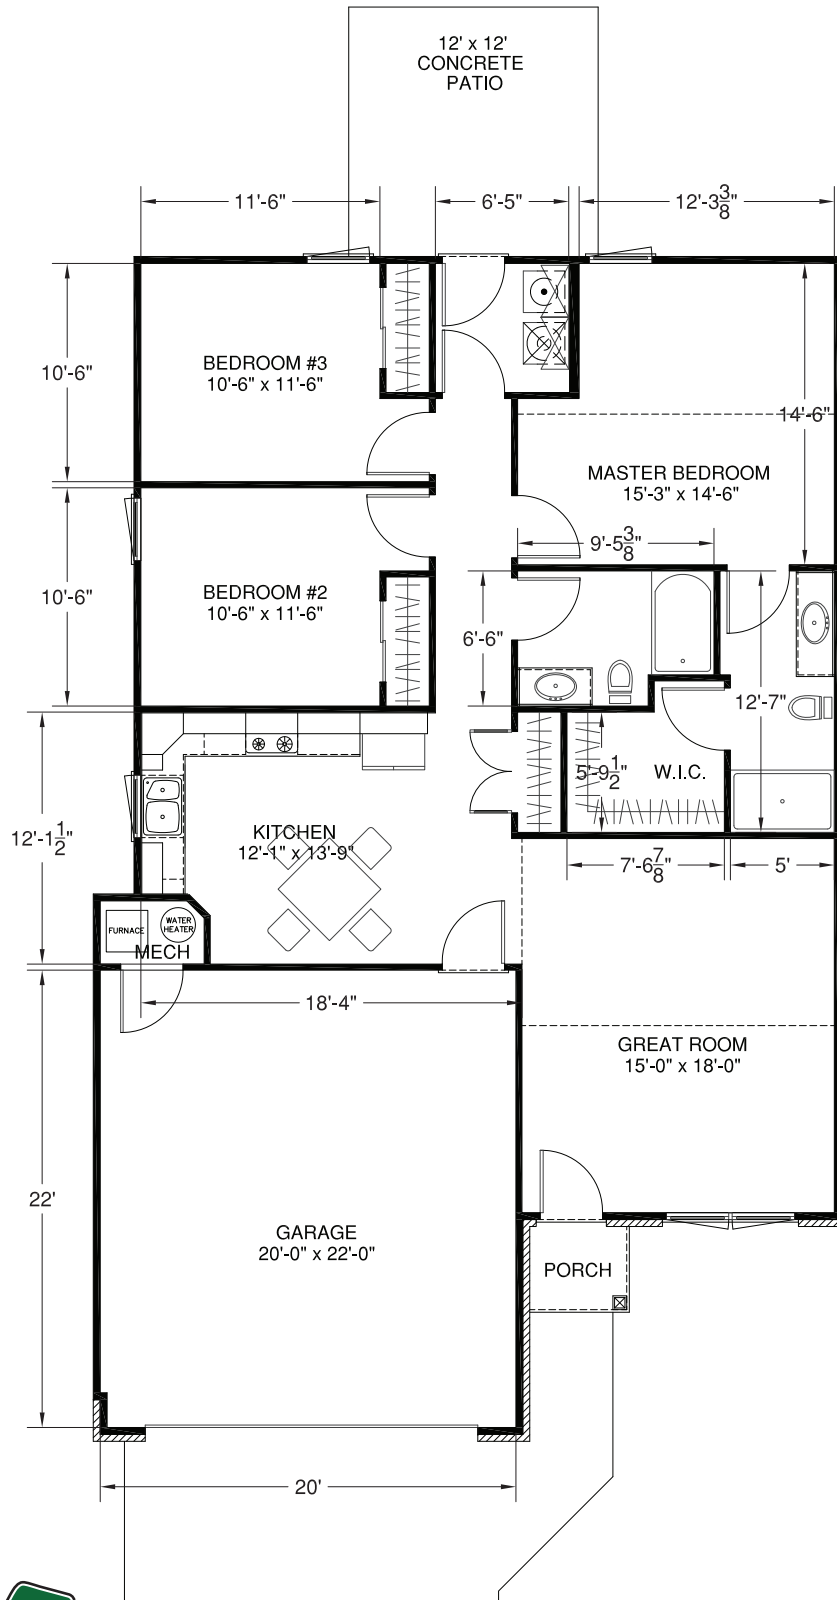 12' x 12'
CONCRETE
PATIO
11'-6"
6'-5"
12'-3 3/8"
10'-6"
BEDROOM #3
10'-6" x 11'-6"
14'-6"
MASTER BEDROOM
15'-3" x 14'-6"
9'-5 3/8"
10'-6"
BEDROOM #2
10'-6" x 11'-6"
6'-6"
12'-7"
5'-9 1/2"
W.I.C.
12'-1 1/2"
KITCHEN
12'-1" x 13'-9"
7'-6 7/8"
5'
FURNACE
WATER
HEATER
MECH
18'-4"
GREAT ROOM
15'-0" x 18'-0"
22'
GARAGE
20'-0" x 22'-0"
PORCH
20'